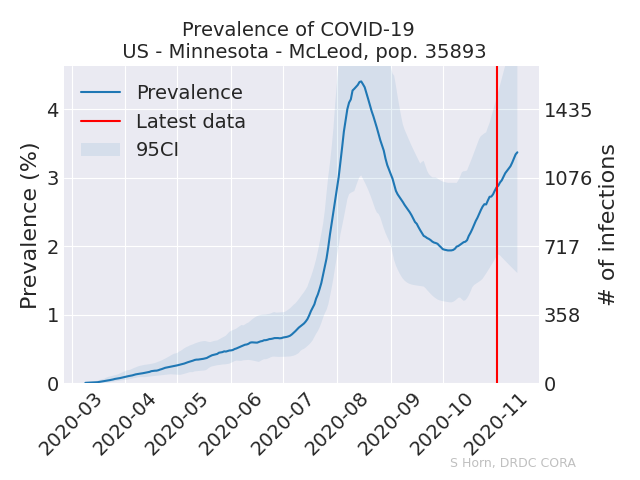 Prevalence of COVID-19
US - Minnesota - McLeod, pop. 35893
Prevalence
Latest data
95CI
Prevalence (%)
4
3
2
1
0
# of infections
1435
1076
717
358
0
2020-03
2020-04
2020-05
2020-06
2020-07
2020-08
2020-09
2020-10
2020-11
S Horn, DRDC CORA